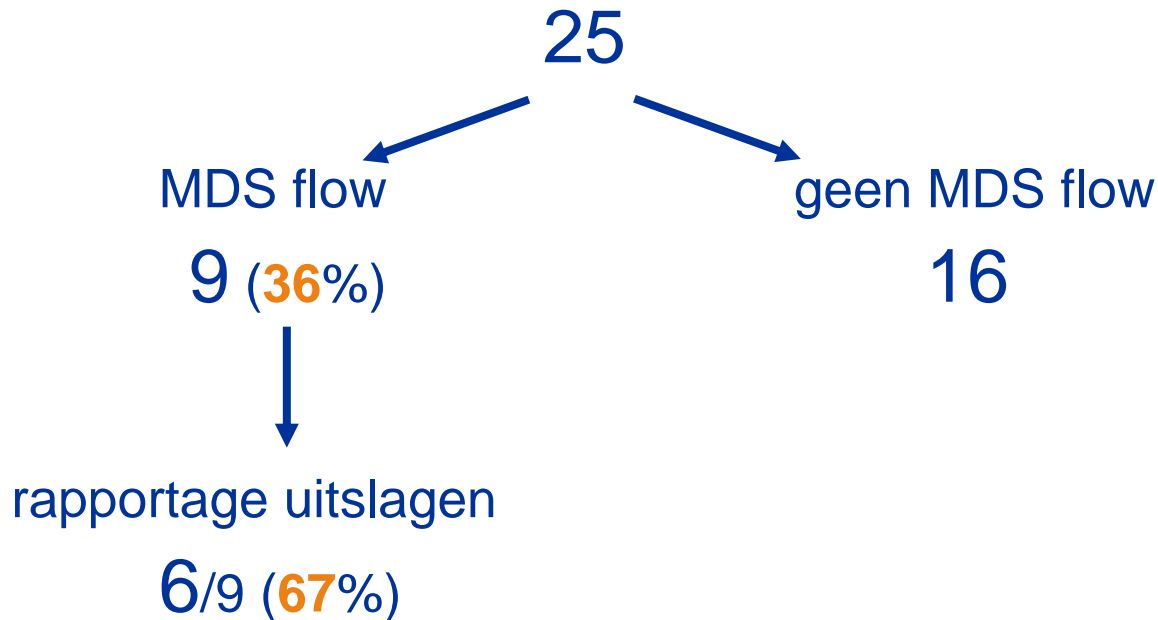 25
MDS flow
geen MDS flow
9 (36%)
16
rapportage uitslagen
6/9 (67%)